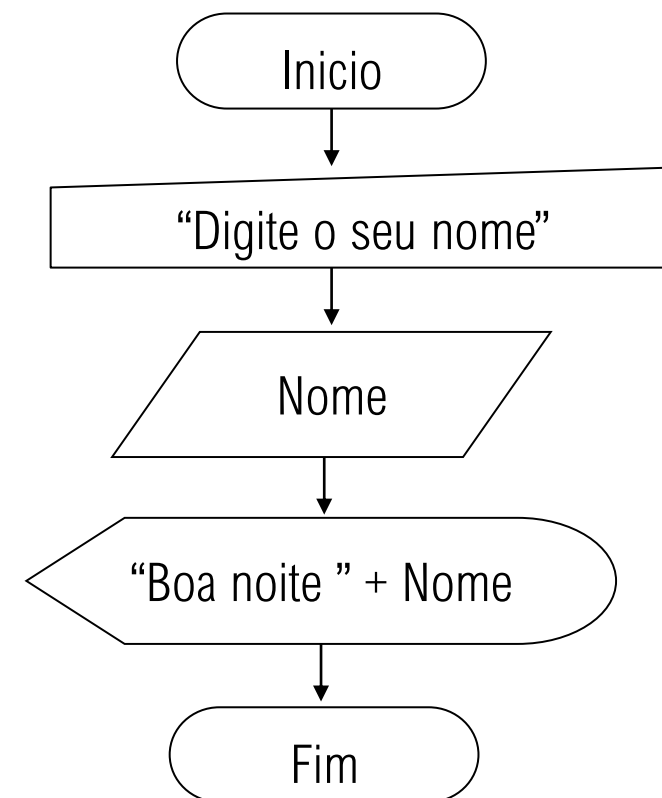 Inicio
“Digite o seu nome”
Nome
“Boa noite ” + Nome
Fim